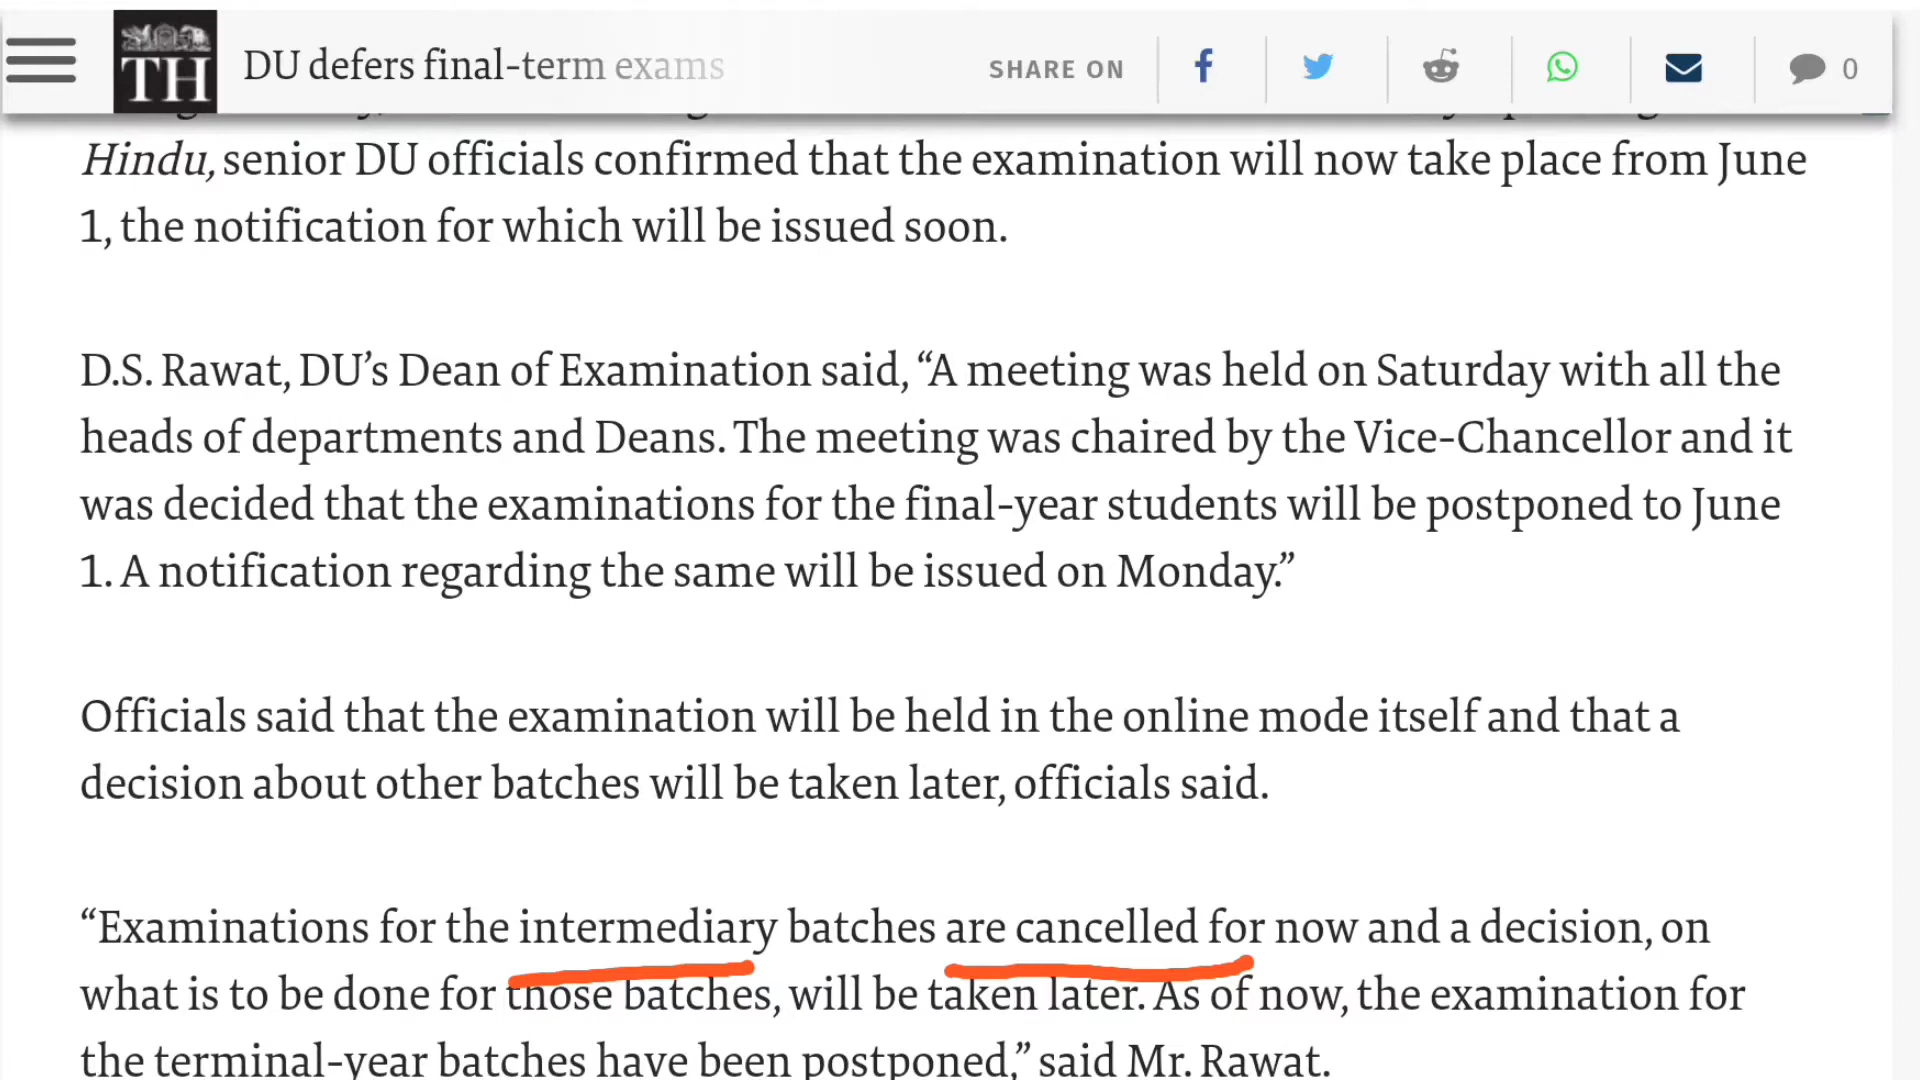 TH
DU defers final-term exams
SHARE ON
0
Hindu, senior DU officials confirmed that the examination will now take place from June
1, the notification for which will be issued soon.
D.S. Rawat, DU’s Dean of Examination said, “A meeting was held on Saturday with all the
heads of departments and Deans. The meeting was chaired by the Vice-Chancellor and it
was decided that the examinations for the final-year students will be postponed to June
1. A notification regarding the same will be issued on Monday.”
Officials said that the examination will be held in the online mode itself and that a
decision about other batches will be taken later, officials said.
“Examinations for the intermediary batches are cancelled for now and a decision, on
what is to be done for those batches, will be taken later. As of now, the examination for
the terminal-year batches have been postponed,” said Mr. Rawat.